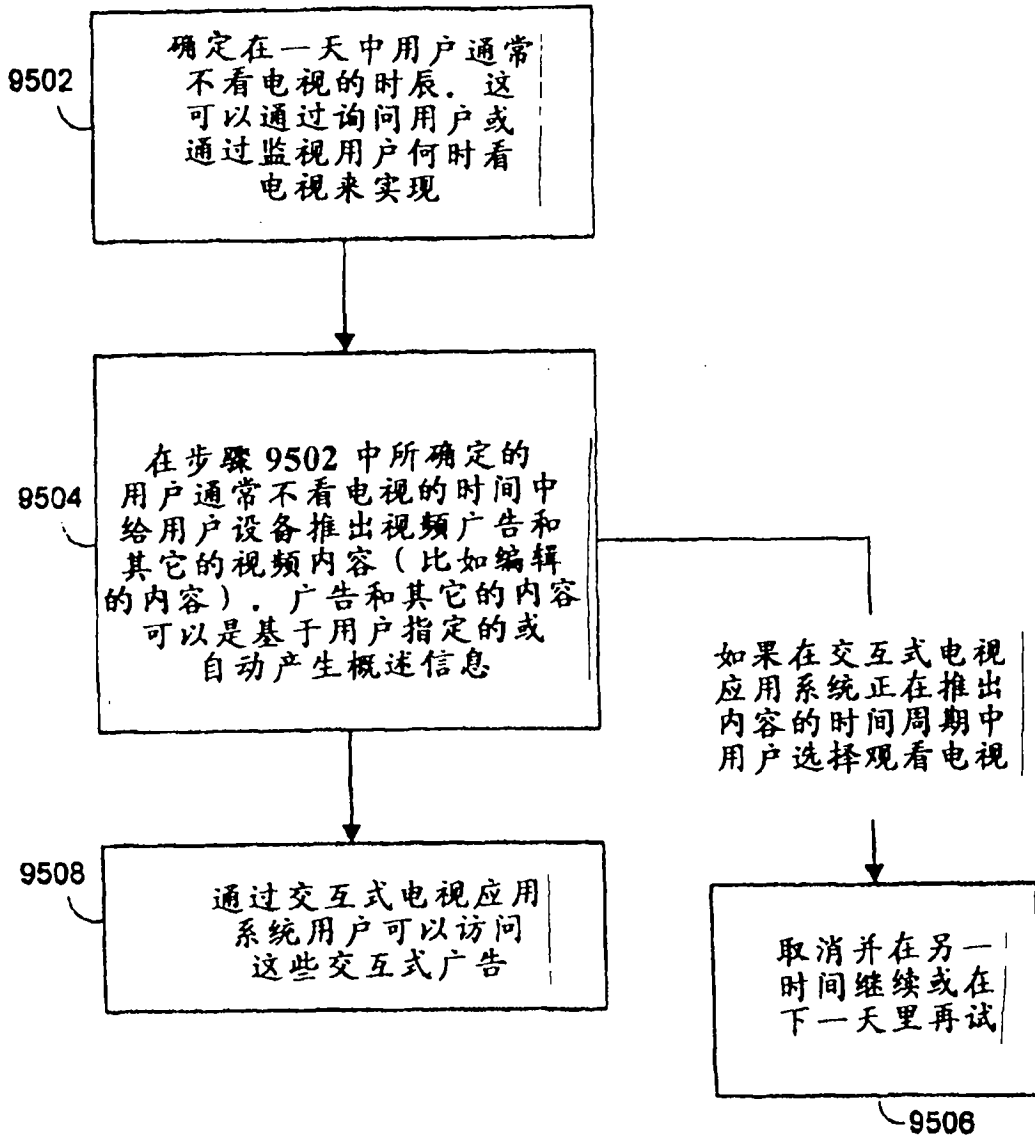 9502
确定在一天中用户通常
不看电视的时辰. 这
可以通过询问用户或
通过监视用户何时看
电视来实现
9504
在步骤 9502 中所确定的
用户通常不看电视的时间中
给用户设备推出视频广告和
其它的视频内容（比如编辑
的内容）. 广告和其它的内容
可以是基于用户指定的或
自动产生概述信息
如果在交互式电视
应用系统正在推出
内容的时间周期中
用户选择观看电视
9508
通过交互式电视应用
系统用户可以访问
这些交互式广告
取消并在另一
时间继续或在
下一天里再试
9506